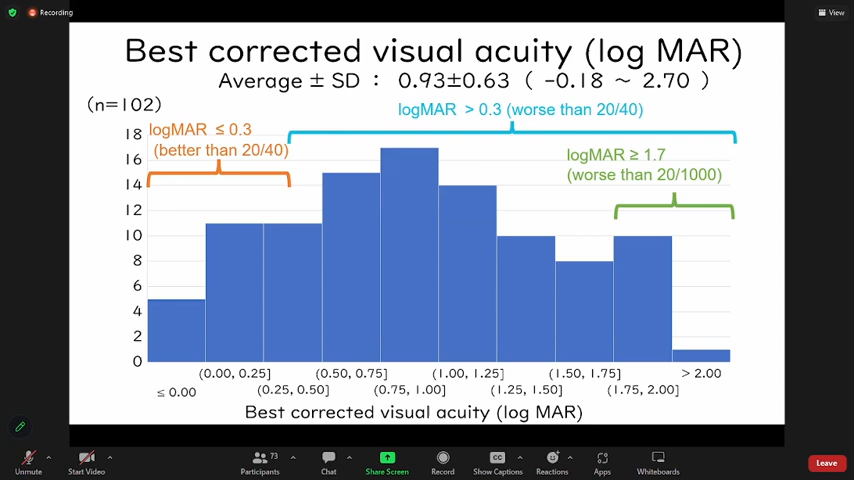 Recording
View
Best corrected visual acuity (log MAR)
Average ± SD : 0.93±0.63 ( -0.18 ~ 2.70 )
(n=102)
logMAR > 0.3 (worse than 20/40)
logMAR ≤ 0.3
(better than 20/40)
logMAR ≥ 1.7
(worse than 20/1000)
18
16
14
12
10
8
6
4
2
0
(0.00, 0.25] (0.50, 0.75] (1.00, 1.25] (1.50, 1.75] > 2.00
≤ 0.00 (0.25, 0.50] (0.75, 1.00] (1.25, 1.50] (1.75, 2.00]
Best corrected visual acuity (log MAR)
73
Unmute Start Video Participants Chat Share Screen Record Show Captions Reactions Apps Whiteboards Leave
CC